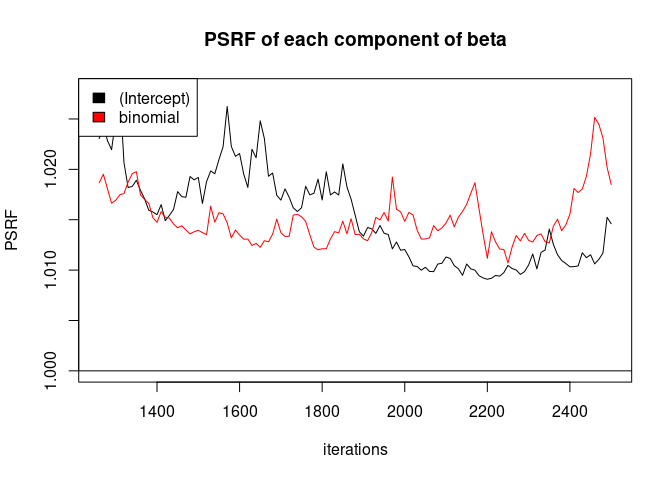 PSRF of each component of beta
(Intercept)
binomial
PSRF
1.020
1.010
1.000
1400 1600 1800 2000 2200 2400
iterations